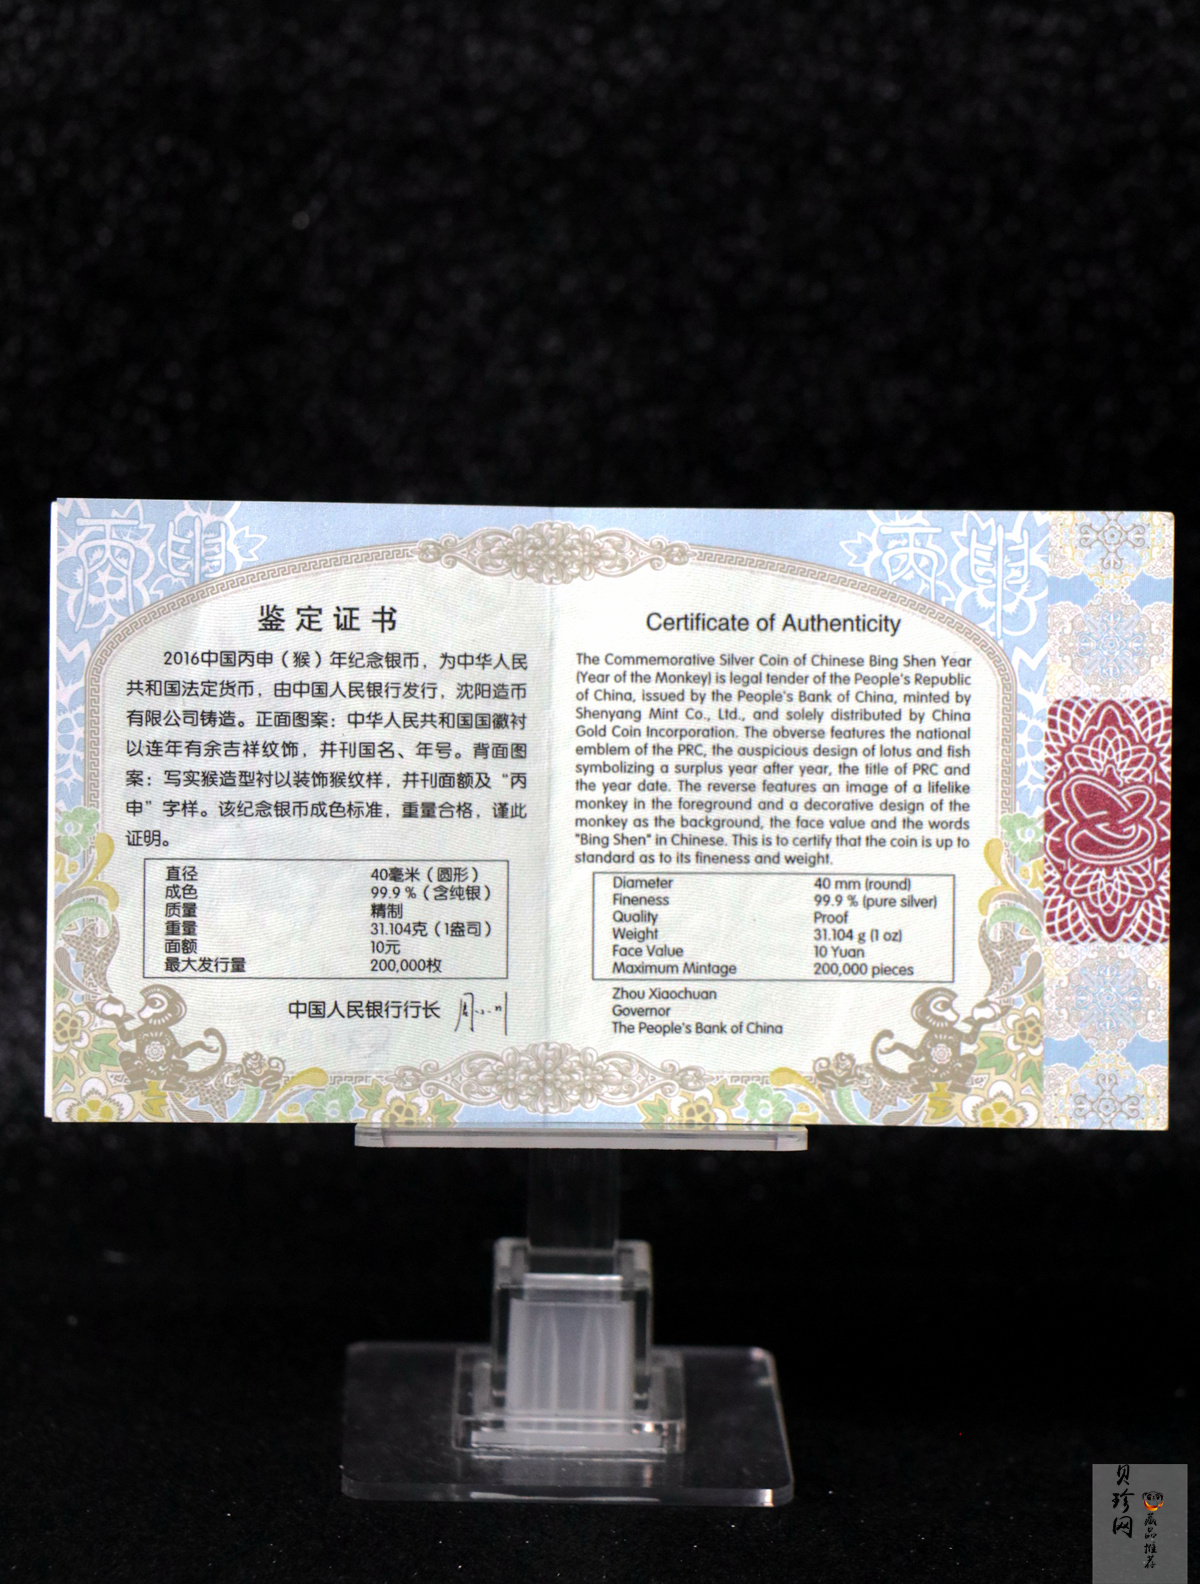 丙申
丙申
鉴定证书
2016中国丙申（猴）年纪念银币，为中华人民
共和国法定货币，由中国人民银行发行，沈阳造币
有限公司铸造。正面图案：中华人民共和国国徽衬
以连年有余吉祥纹饰，并刊国名、年号。背面图
案：写实猴造型衬以装饰猴纹样，并刊面额及“丙
申”字样。该纪念银币成色标准，重量合格，谨此
证明。
直径 40毫米（圆形）
成色 99.9 %（含纯银）
质量 精制
重量 31.104克（1盎司）
面额 10元
最大发行量 200,000枚
中国人民银行行长
Certificate of Authenticity
The Commemorative Silver Coin of Chinese Bing Shen Year
(Year of the Monkey) is legal tender of the People's Republic
of China, issued by the People's Bank of China, minted by
Shenyang Mint Co., Ltd., and solely distributed by China
Gold Coin Incorporation. The obverse features the national
emblem of the PRC, the auspicious design of lotus and fish
symbolizing a surplus year after year, the title of PRC and
the year date. The reverse features an image of a lifelike
monkey in the foreground and a decorative design of the
monkey as the background, the face value and the words
"Bing Shen" in Chinese. This is to certify that the coin is up to
standard as to its fineness and weight.
Diameter 40 mm (round)
Fineness 99.9 % (pure silver)
Quality Proof
Weight 31.104 g (1 oz)
Face Value 10 Yuan
Maximum Mintage 200,000 pieces
Zhou Xiaochuan
Governor
The People's Bank of China
贝珍网
藏品推荐